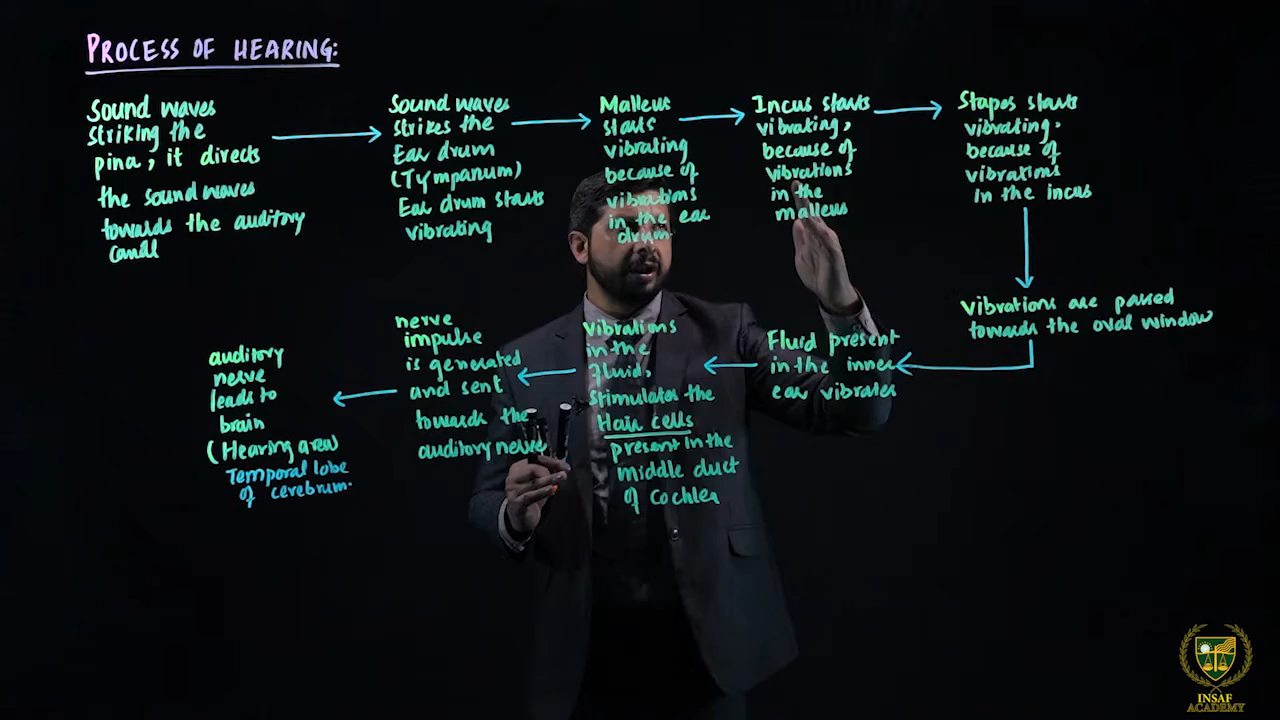 PROCESS OF HEARING:
Sound waves
striking the
pina, it directs
the sound waves
towards the auditory
canal
Sound waves
strikes the
Ear drum
(Tympanum)
Ear drum starts
vibrating
Malleus
starts
vibrating
because of
vibrations
in the ear
drum
Incus starts
vibrating,
because of
vibrations
in the
malleus
Stapes starts
vibrating.
because of
vibrations
in the incus
Vibrations are passed
towards the oval window
Fluid present
in the inner
ear vibrates
Vibrations
in the
fluid,
stimulates the
Hair cells
present in the
middle duct
of Cochlea
nerve
impulse
is generated
and sent
towards the
auditory nerve
auditory
nerve
leads to
brain
(Hearing area)
Temporal lobe
of cerebrum.
INSAF
ACADEMY